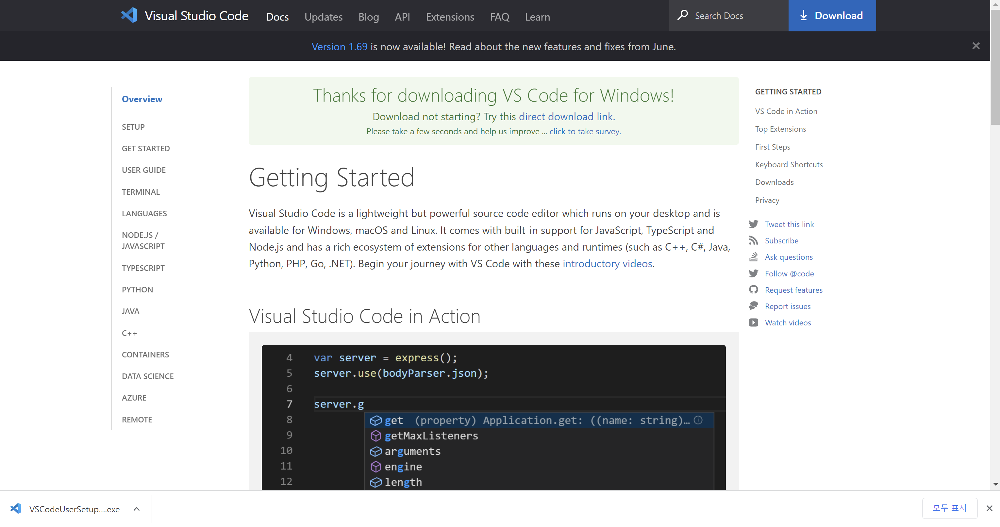 Visual Studio Code Docs Updates Blog API Extensions FAQ Learn Search Docs Download
Version 1.69 is now available! Read about the new features and fixes from June.
Overview
SETUP
GET STARTED
USER GUIDE
TERMINAL
LANGUAGES
NODE.JS /
JAVASCRIPT
TYPESCRIPT
PYTHON
JAVA
C++
CONTAINERS
DATA SCIENCE
AZURE
REMOTE
Thanks for downloading VS Code for Windows!
Download not starting? Try this direct download link.
Please take a few seconds and help us improve ... click to take survey.
Getting Started
Visual Studio Code is a lightweight but powerful source code editor which runs on your desktop and is
available for Windows, macOS and Linux. It comes with built-in support for JavaScript, TypeScript and
Node.js and has a rich ecosystem of extensions for other languages and runtimes (such as C++, C#, Java,
Python, PHP, Go, .NET). Begin your journey with VS Code with these introductory videos.
Visual Studio Code in Action
4 var server = express();
5 server.use(bodyParser.json);
6
7 server.g
8 get (property) Application.get: ((name: string)…
9 getMaxListeners
10 arguments
11 engine
12 length
GETTING STARTED
VS Code in Action
Top Extensions
First Steps
Keyboard Shortcuts
Downloads
Privacy
Tweet this link
Subscribe
Ask questions
Follow @code
Request features
Report issues
Watch videos
VSCodeUserSetup....exe
모두 표시